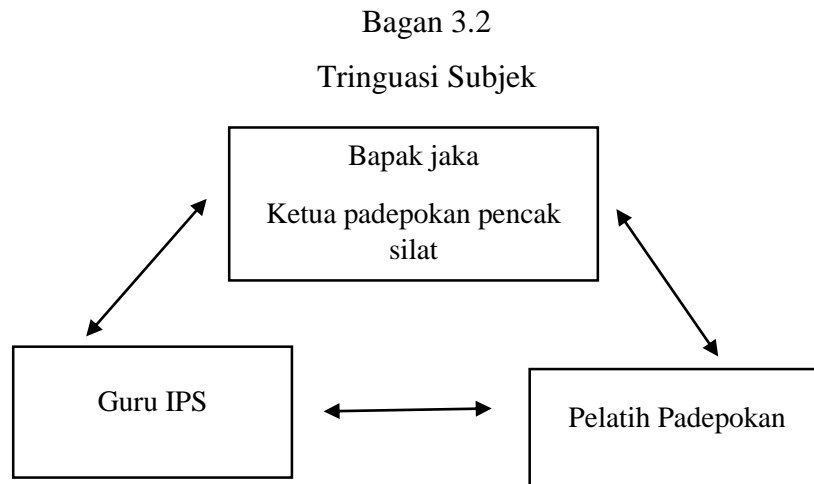 Bagan 3.2
Tringuasi Subjek
Bapak jaka
Ketua padepokan pencak
silat
Guru IPS
Pelatih Padepokan